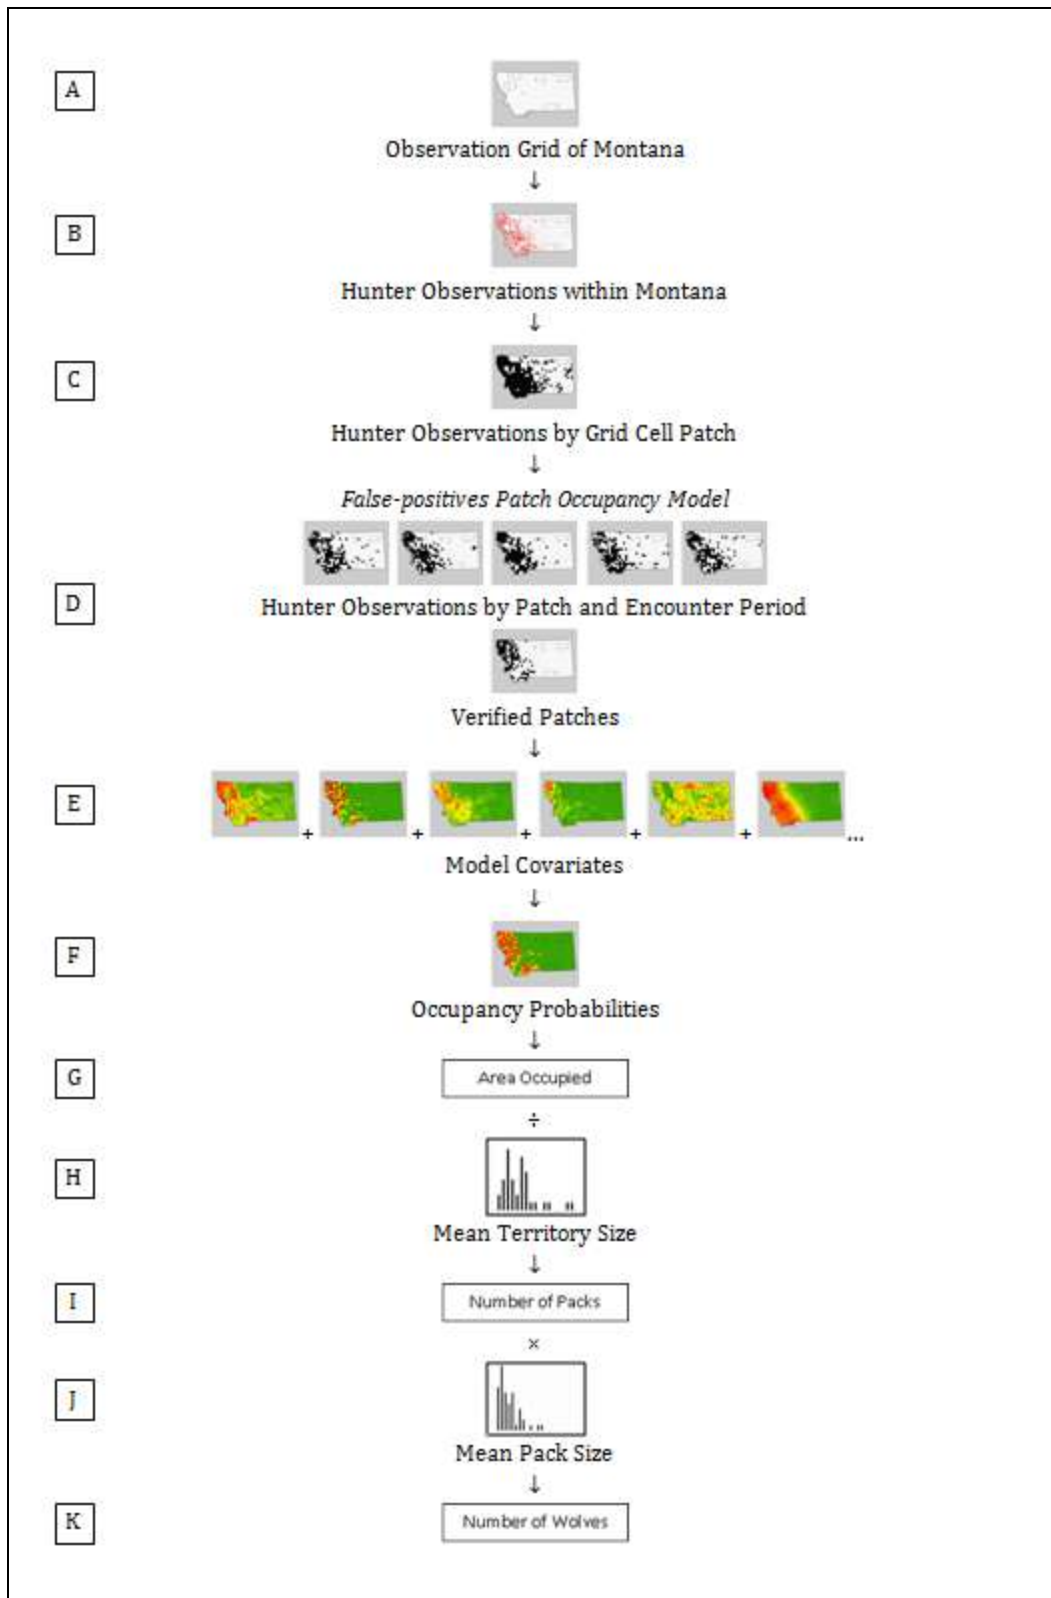 A
Observation Grid of Montana
↓
B
Hunter Observations within Montana
↓
C
Hunter Observations by Grid Cell Patch
↓
False-positives Patch Occupancy Model
D
Hunter Observations by Patch and Encounter Period
Verified Patches
↓
E
+ + + + + ...
Model Covariates
↓
F
Occupancy Probabilities
↓
G
Area Occupied
÷
H
Mean Territory Size
↓
I
Number of Packs
×
J
Mean Pack Size
↓
K
Number of Wolves